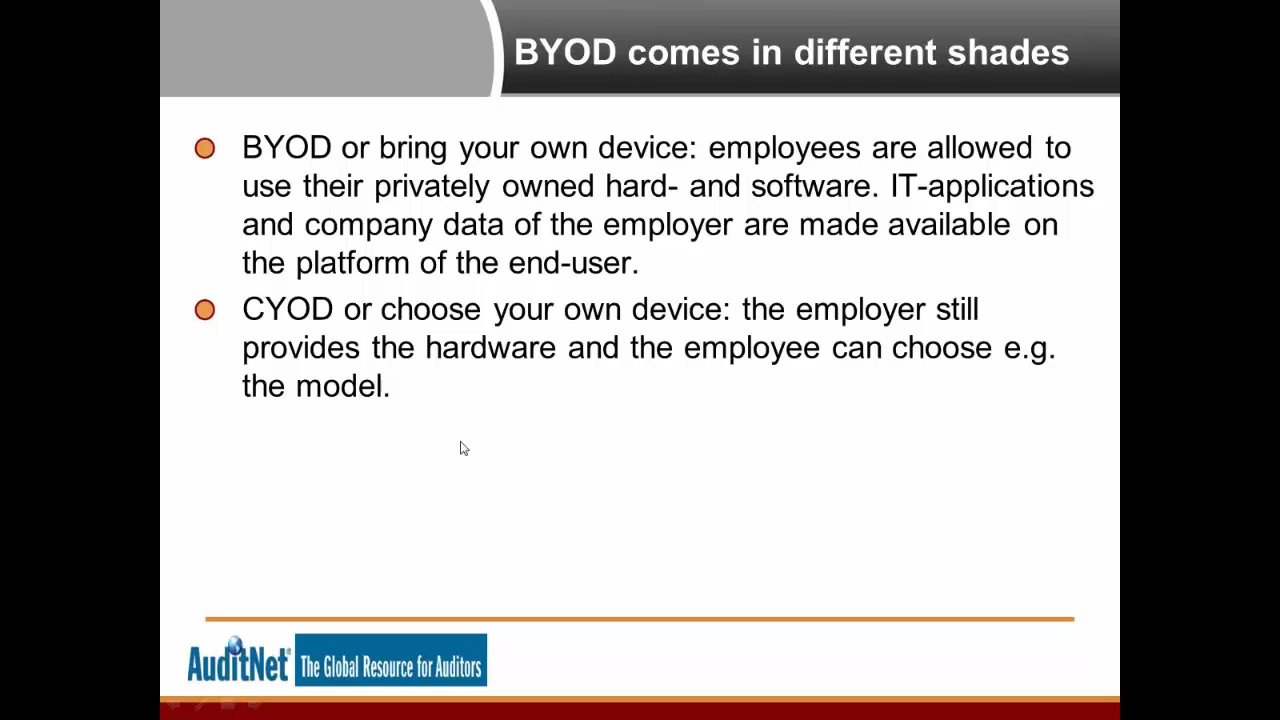 BYOD comes in different shades
BYOD or bring your own device: employees are allowed to
use their privately owned hard- and software. IT-applications
and company data of the employer are made available on
the platform of the end-user.
CYOD or choose your own device: the employer still
provides the hardware and the employee can choose e.g.
the model.
AuditNet® The Global Resource for Auditors